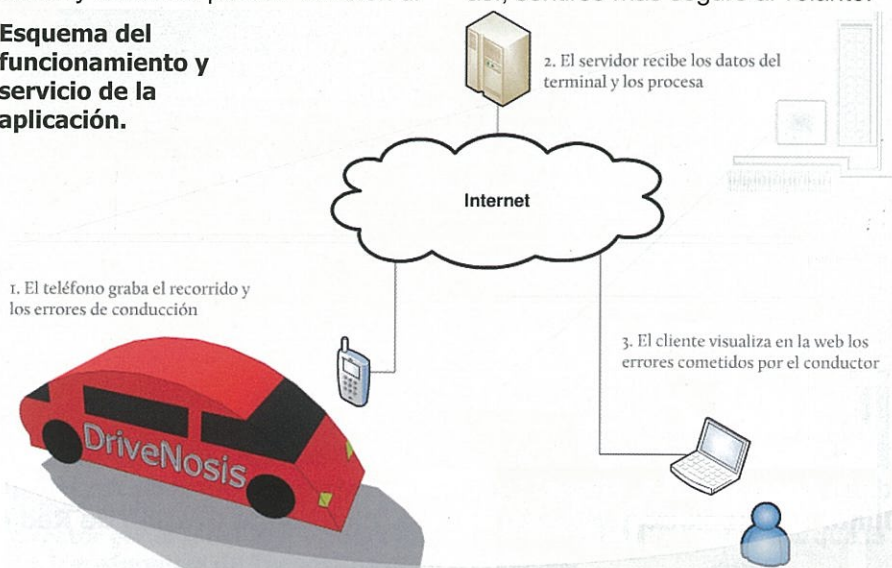 Esquema del
funcionamiento y
servicio de la
aplicación.
2. El servidor recibe los datos del
terminal y los procesa
Internet
1. El teléfono graba el recorrido y
los errores de conducción
3. El cliente visualiza en la web los
errores cometidos por el conductor
DriveNosis